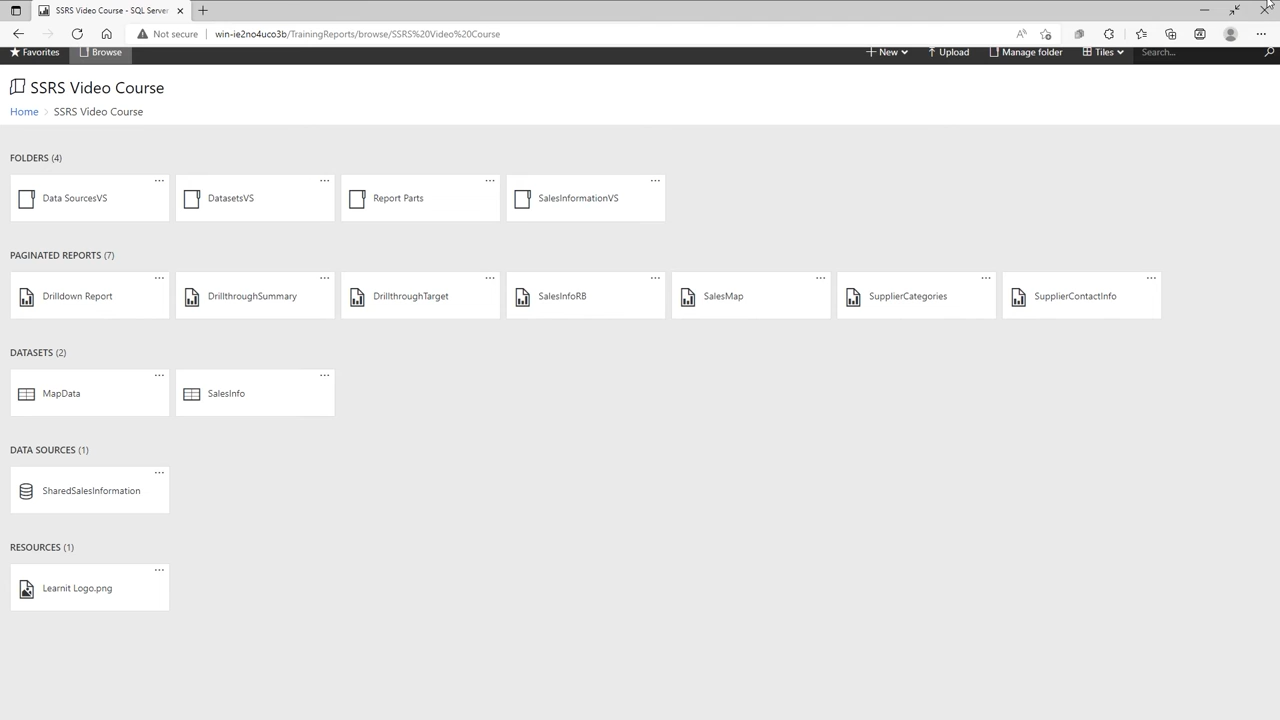 SSRS Video Course - SQL Server
Not secure win-ie2no4uco3b/TrainingReports/browse/SSRS%20Video%20Course
Favorites Browse New Upload Manage folder Tiles Search...
SSRS Video Course
Home > SSRS Video Course
FOLDERS (4)
Data SourcesVS DatasetsVS Report Parts SalesInformationVS
PAGINATED REPORTS (7)
Drilldown Report DrillthroughSummary DrillthroughTarget SalesInfoRB SalesMap SupplierCategories SupplierContactInfo
DATASETS (2)
MapData SalesInfo
DATA SOURCES (1)
SharedSalesInformation
RESOURCES (1)
Learnit Logo.png